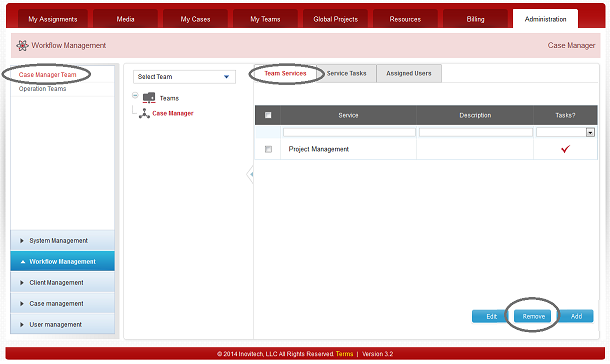 My Assignments Media My Cases My Teams Global Projects Resources Billing Administration
Workflow Management Case Manager
Case Manager Team
Operation Teams
Select Team
Teams
Case Manager
Team Services Service Tasks Assigned Users
Service Description Tasks?
Project Management
System Management
Workflow Management
Client Management
Case management
User management
Edit Remove Add
© 2014 Inovitech, LLC All Rights Reserved. Terms | Version 3.2